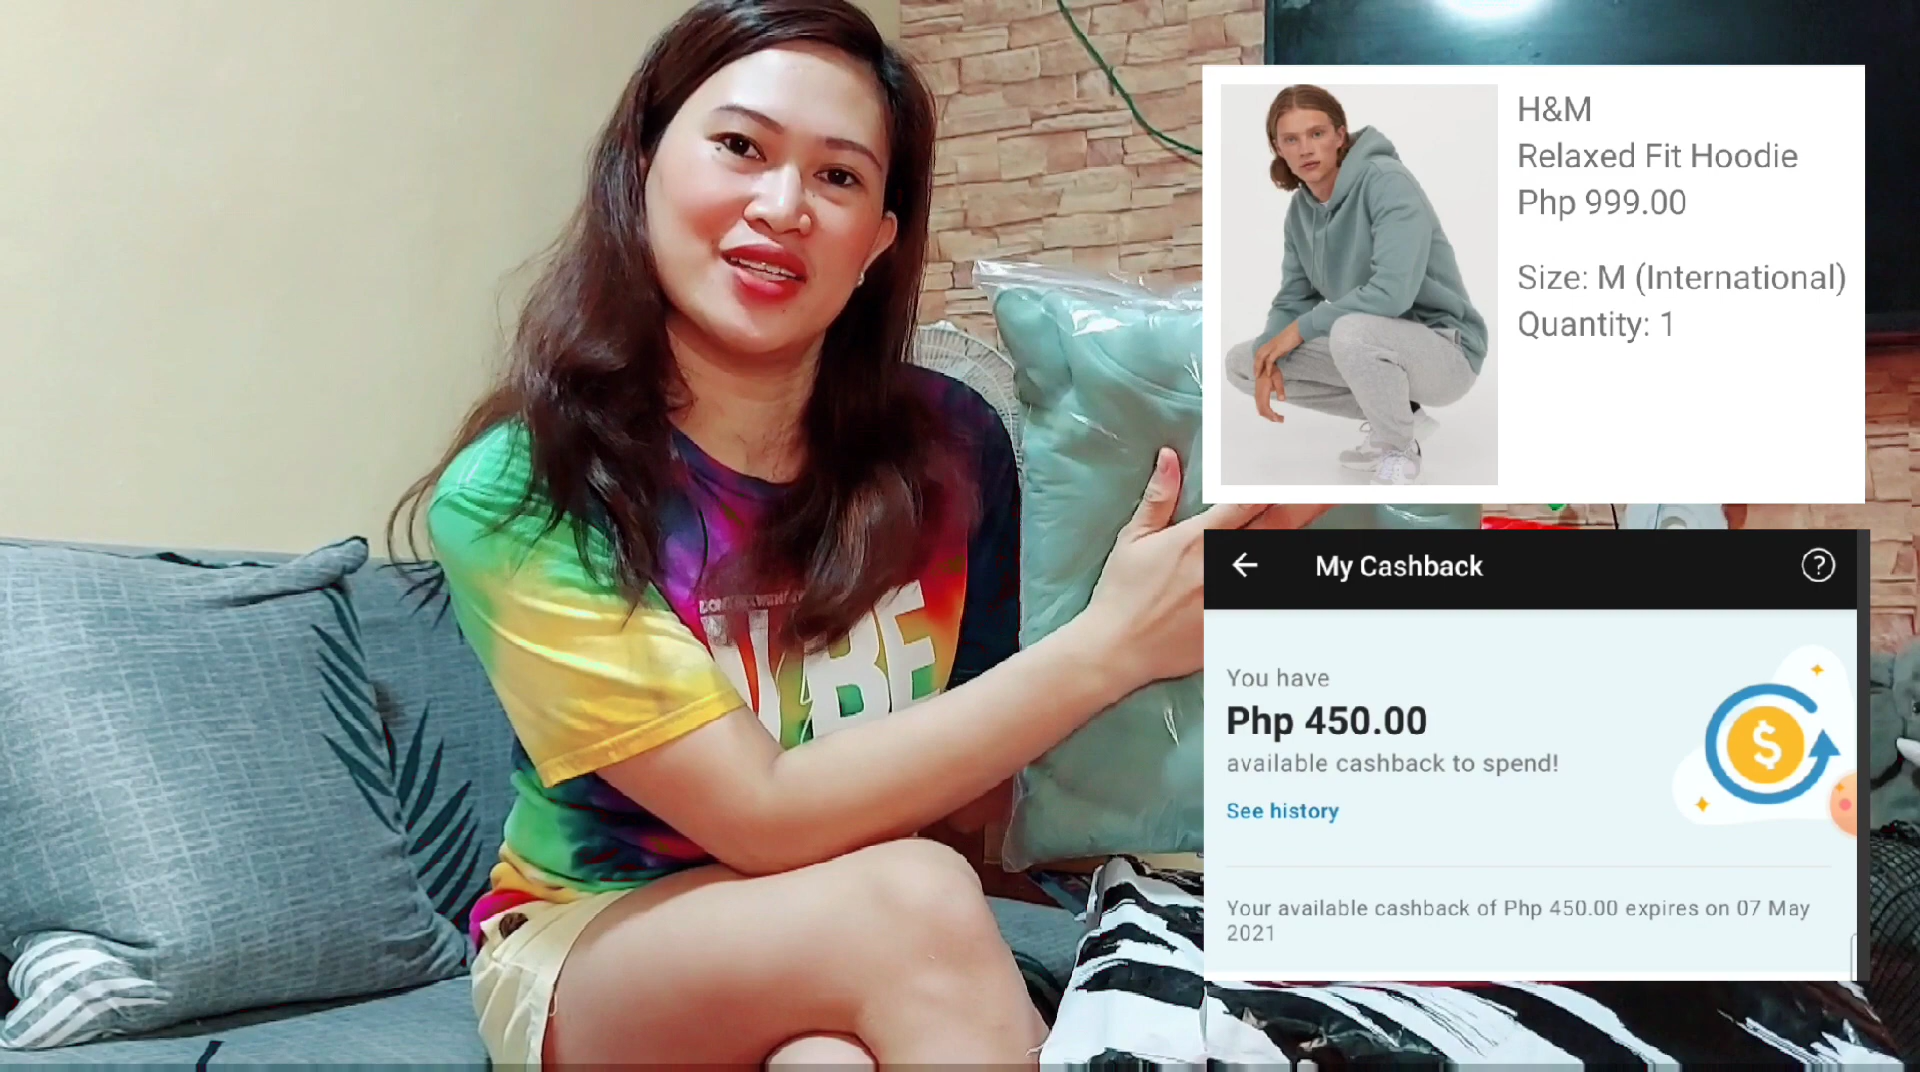 H&M
Relaxed Fit Hoodie
Php 999.00
Size: M (International)
Quantity: 1
My Cashback
?
You have
Php 450.00
available cashback to spend!
See history
Your available cashback of Php 450.00 expires on 07 May
2021